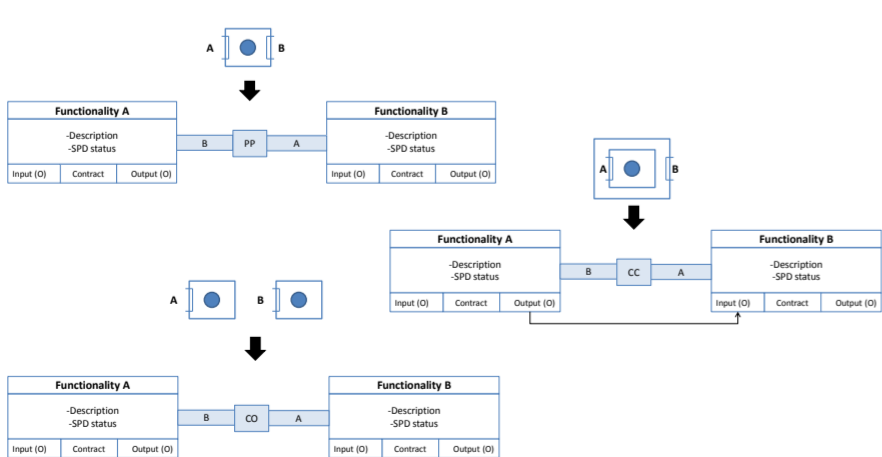 A B
Functionality A
-Description
-SPD status
Input (O) Contract Output (O)
B PP A
Functionality B
-Description
-SPD status
Input (O) Contract Output (O)
A B
Functionality A
-Description
-SPD status
Input (O) Contract Output (O)
B CC A
Functionality B
-Description
-SPD status
Input (O) Contract Output (O)
A B
Functionality A
-Description
-SPD status
Input (O) Contract Output (O)
B CO A
Functionality B
-Description
-SPD status
Input (O) Contract Output (O)